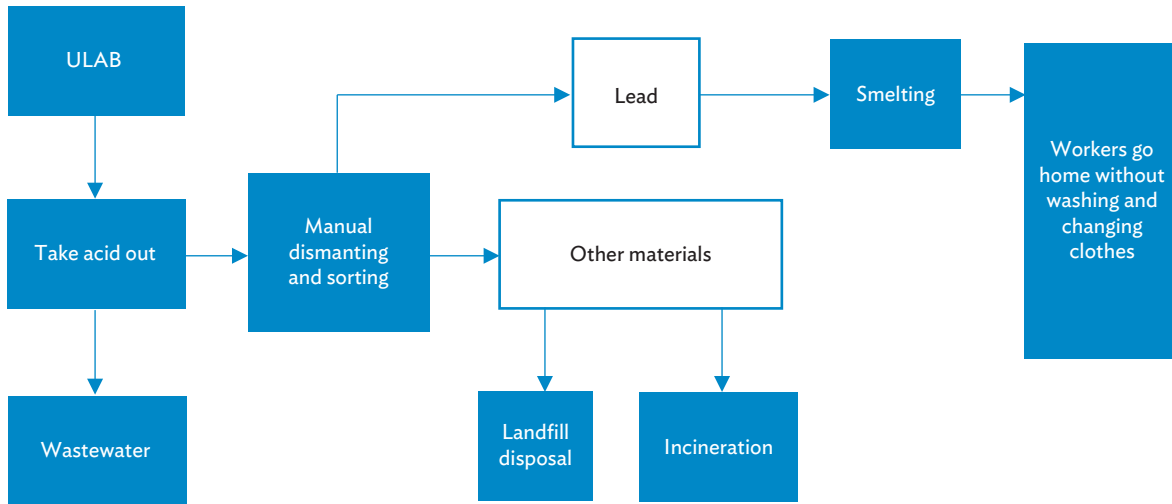 ULAB
Take acid out
Wastewater
Manual
dismanting
and sorting
Lead
Other materials
Landfill
disposal
Incineration
Smelting
Workers go
home without
washing and
changing
clothes